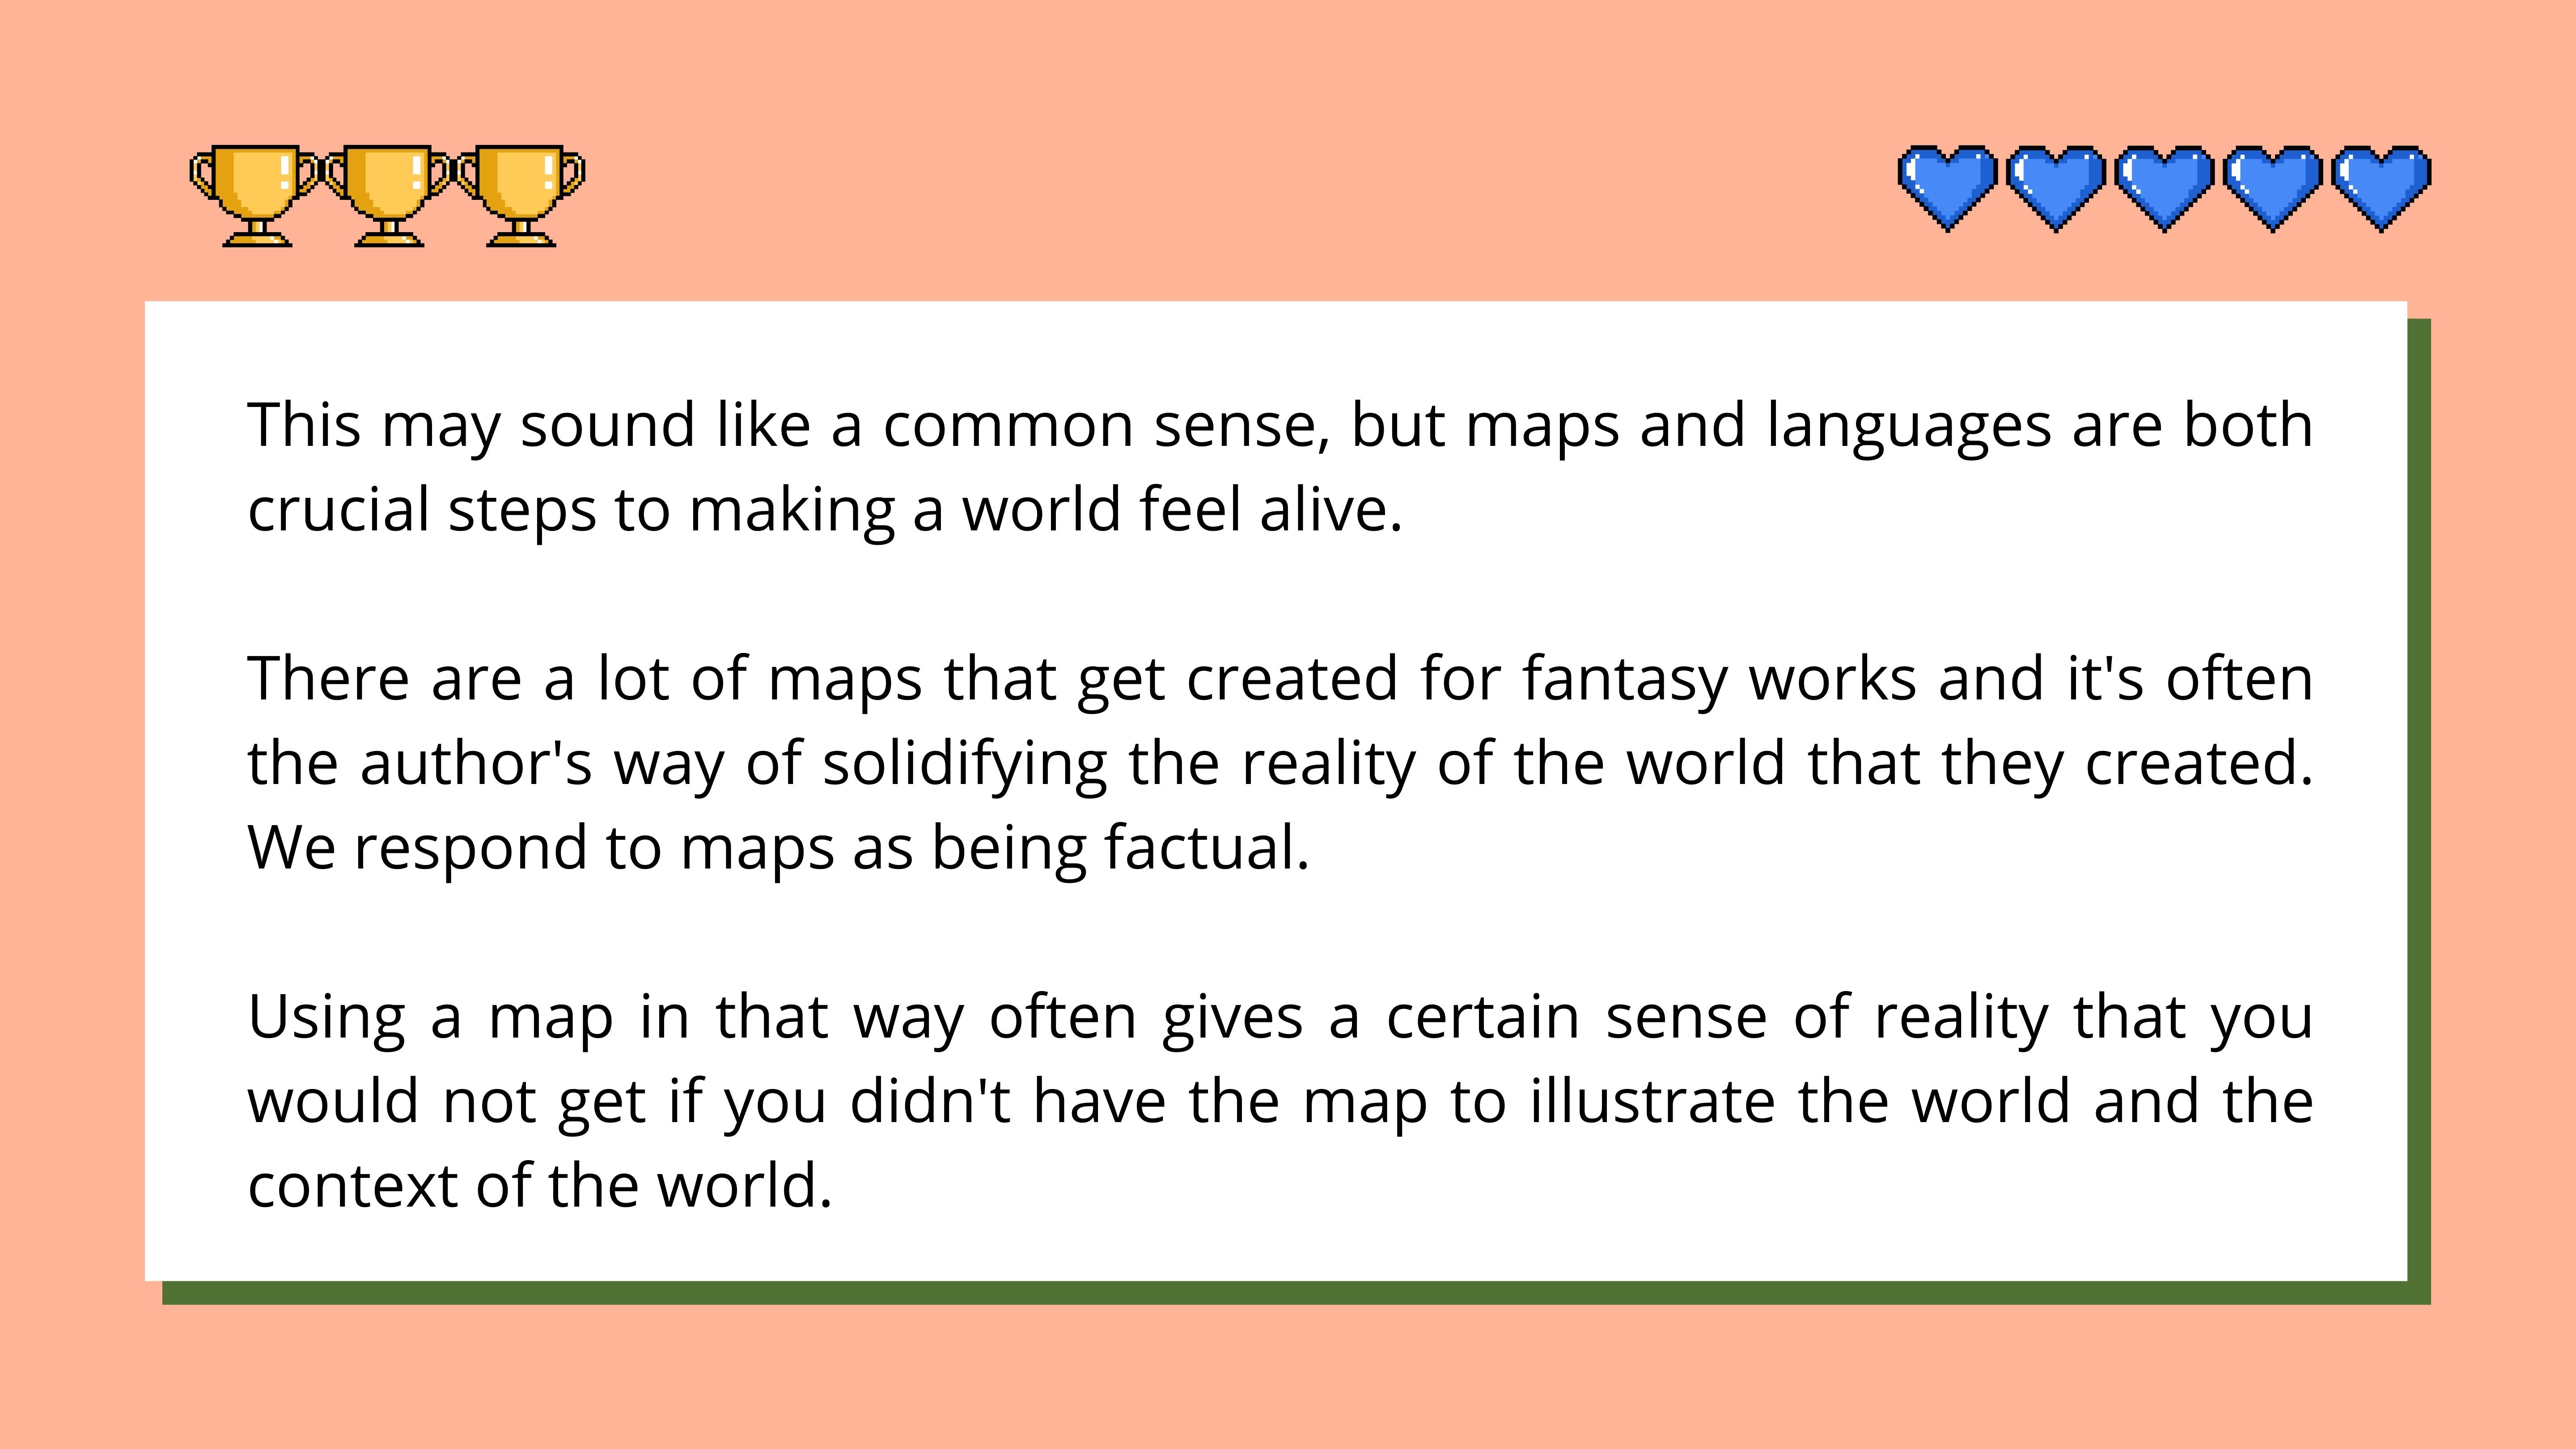 This may sound like a common sense, but maps and languages are both
crucial steps to making a world feel alive.
There are a lot of maps that get created for fantasy works and it's often
the author's way of solidifying the reality of the world that they created.
We respond to maps as being factual.
Using a map in that way often gives a certain sense of reality that you
would not get if you didn't have the map to illustrate the world and the
context of the world.